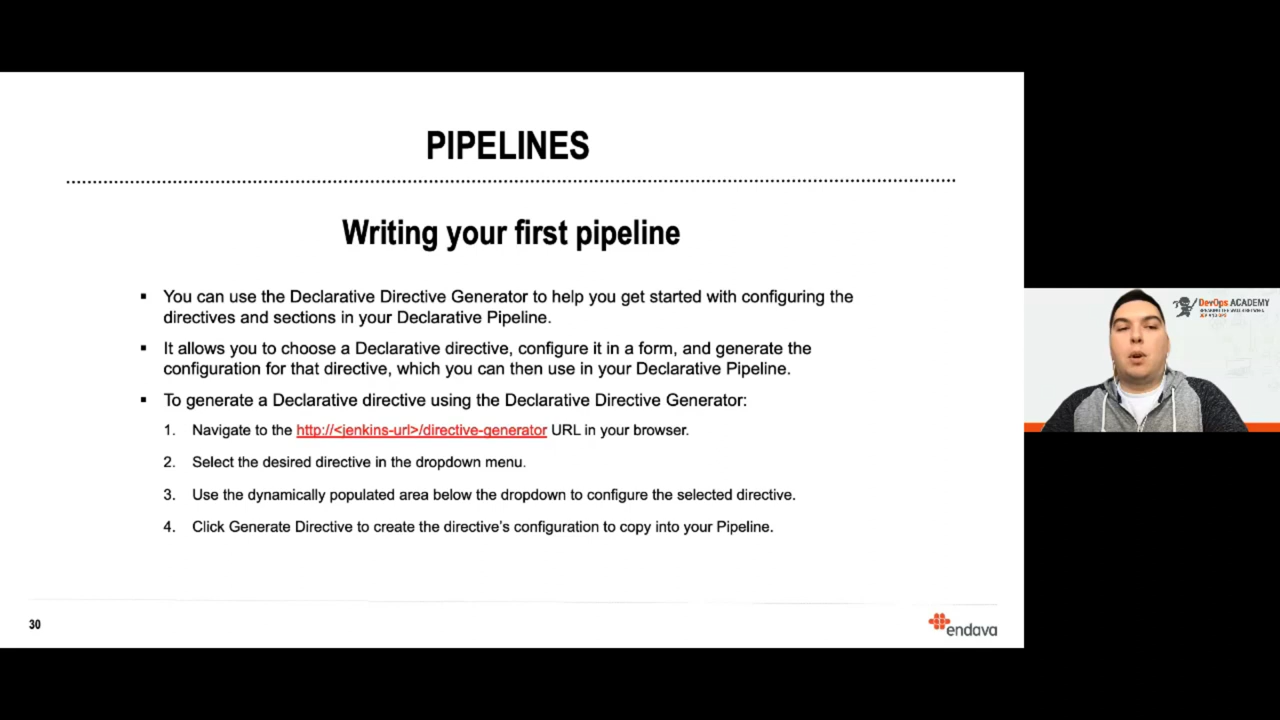 PIPELINES
Writing your first pipeline
▪ You can use the Declarative Directive Generator to help you get started with configuring the
directives and sections in your Declarative Pipeline.
▪ It allows you to choose a Declarative directive, configure it in a form, and generate the
configuration for that directive, which you can then use in your Declarative Pipeline.
▪ To generate a Declarative directive using the Declarative Directive Generator:
1. Navigate to the http://<jenkins-url>/directive-generator URL in your browser.
2. Select the desired directive in the dropdown menu.
3. Use the dynamically populated area below the dropdown to configure the selected directive.
4. Click Generate Directive to create the directive's configuration to copy into your Pipeline.
30
endava
DevOps ACADEMY